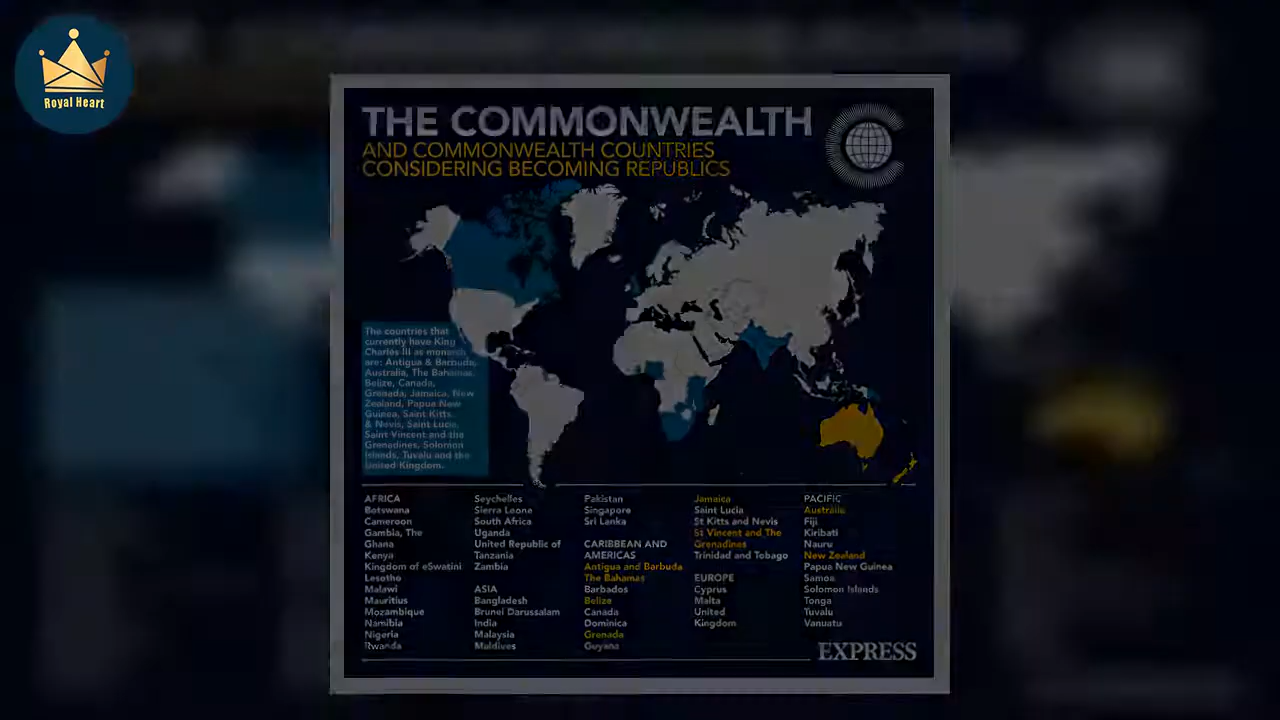 Royal Heart
THE COMMONWEALTH
AND COMMONWEALTH COUNTRIES
CONSIDERING BECOMING REPUBLICS
The countries that
currently have King
Charles III as monarch
are: Antigua & Barbuda,
Australia, The Bahamas,
Belize, Canada,
Grenada, Jamaica, New
Zealand, Papua New
Guinea, Saint Kitts
& Nevis, Saint Lucia,
Saint Vincent and the
Grenadines, Solomon
Islands, Tuvalu and the
United Kingdom.
AFRICA
Botswana
Cameroon
Gambia, The
Ghana
Kenya
Kingdom of eSwatini
Lesotho
Malawi
Mauritius
Mozambique
Namibia
Nigeria
Rwanda
Seychelles
Sierra Leone
South Africa
Uganda
United Republic of
Tanzania
Zambia
ASIA
Bangladesh
Brunei Darussalam
India
Malaysia
Maldives
Pakistan
Singapore
Sri Lanka
CARIBBEAN AND
AMERICAS
Antigua and Barbuda
The Bahamas
Barbados
Belize
Canada
Dominica
Grenada
Guyana
Jamaica
Saint Lucia
St Kitts and Nevis
St Vincent and The
Grenadines
Trinidad and Tobago
EUROPE
Cyprus
Malta
United
Kingdom
PACIFIC
Australia
Fiji
Kiribati
Nauru
New Zealand
Papua New Guinea
Samoa
Solomon Islands
Tonga
Tuvalu
Vanuatu
EXPRESS